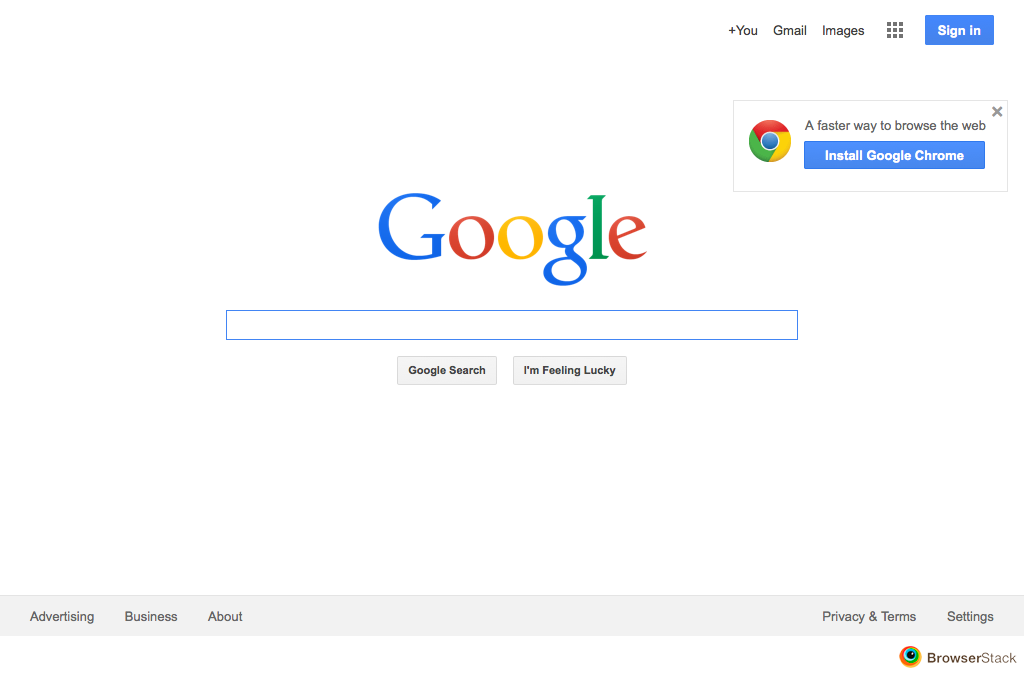 +You Gmail Images Sign in
A faster way to browse the web
Install Google Chrome
Google
Google Search I'm Feeling Lucky
Advertising Business About Privacy & Terms Settings
BrowserStack